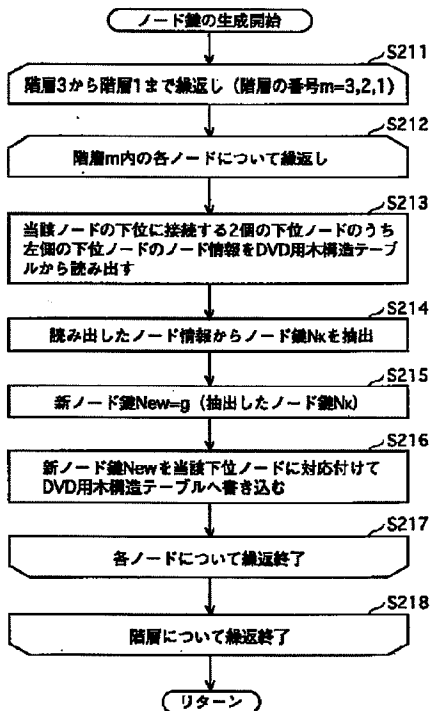 ノード鍵の生成開始
S211
階層3から階層1まで繰返し（階層の番号m=3,2,1）
S212
階層m内の各ノードについて繰返し
S213
当該ノードの下位に接続する2個の下位ノードのうち
左側の下位ノードのノード情報をDVD用木構造テーブ
ルから読み出す
S214
読み出したノード情報からノード鍵Nkを抽出
S215
新ノード鍵New=g（抽出したノード鍵Nk）
S216
新ノード鍵Newを当該下位ノードに対応付けて
DVD用木構造テーブルへ書き込む
S217
各ノードについて繰返終了
S218
階層について繰返終了
リターン